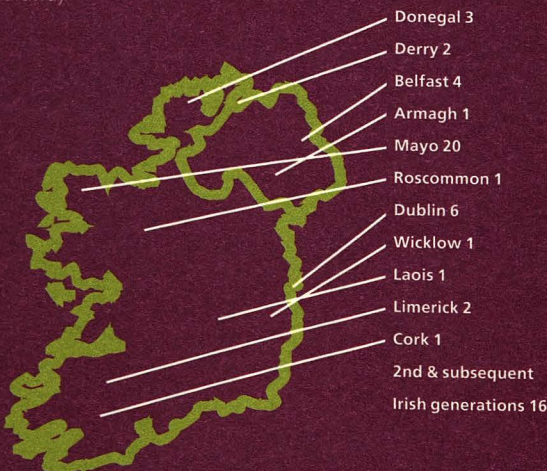 Donegal 3
Derry 2
Belfast 4
Armagh 1
Mayo 20
Roscommon 1
Dublin 6
Wicklow 1
Laois 1
Limerick 2
Cork 1
2nd & subsequent
Irish generations 16